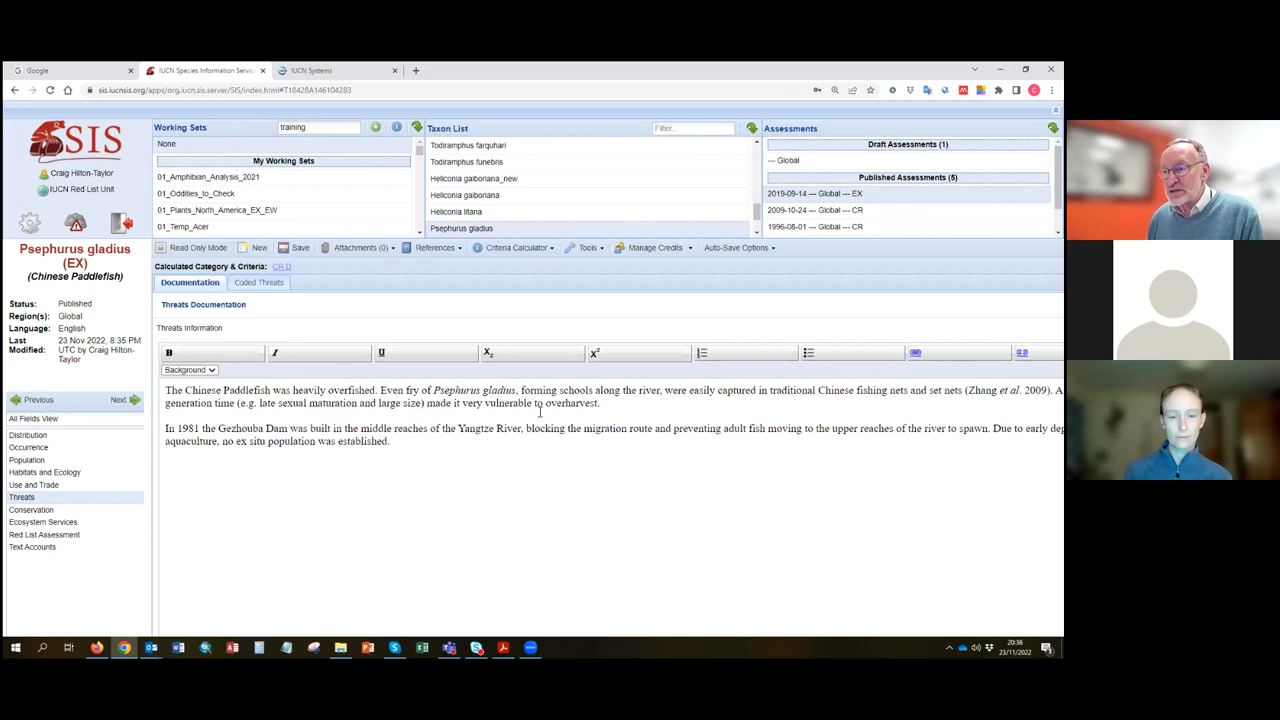 Google
IUCN Species Information Servic
IUCN Systems
sis.iucnsis.org/apps/org.iucn.sis.server/SIS/index.html#T18428A146104283
SIS
Craig Hilton-Taylor
IUCN Red List Unit
Working Sets training
None
My Working Sets
01_Amphibian_Analysis_2021
01_Oddities_to_Check
01_Plants_North_America_EX_EW
01_Temp_Acer
Taxon List Filter...
Todiramphus farquhari
Todiramphus funebris
Heliconia gaiboriana_new
Heliconia gaiboriana
Heliconia litana
Psephurus gladius
Assessments
Draft Assessments (1)
--- Global
Published Assessments (5)
2019-09-14 --- Global --- EX
2009-10-24 --- Global --- CR
1996-08-01 --- Global --- CR
Read Only Mode New Save Attachments (0) References Criteria Calculator Tools Manage Credits Auto-Save Options
Psephurus gladius
(EX)
(Chinese Paddlefish)
Status: Published
Region(s): Global
Language: English
Last Modified: 23 Nov 2022, 8:35 PM
UTC by Craig Hilton-
Taylor
Previous Next
All Fields View
Distribution
Occurrence
Population
Habitats and Ecology
Use and Trade
Threats
Conservation
Ecosystem Services
Red List Assessment
Text Accounts
Calculated Category & Criteria: CR D
Documentation Coded Threats
Threats Documentation
Threats Information
B I U X2 X2
Background
The Chinese Paddlefish was heavily overfished. Even fry of Psephurus gladius, forming schools along the river, were easily captured in traditional Chinese fishing nets and set nets (Zhang et al. 2009). A
generation time (e.g. late sexual maturation and large size) made it very vulnerable to overharvest.
In 1981 the Gezhouba Dam was built in the middle reaches of the Yangtze River, blocking the migration route and preventing adult fish moving to the upper reaches of the river to spawn. Due to early dep
aquaculture, no ex situ population was established.
20:36
23/11/2022